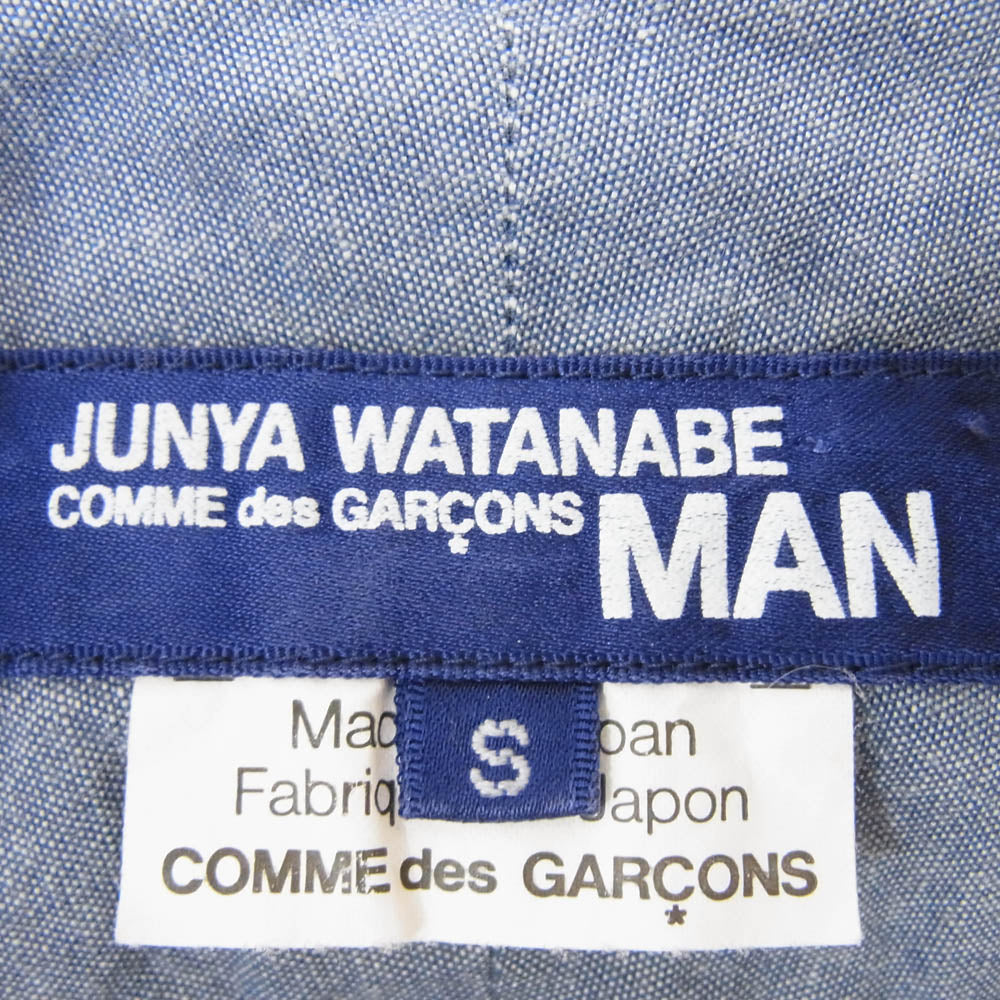 JUNYA WATANABE
COMME des GARÇONS
MAN
S
Japon
COMME des GARÇONS